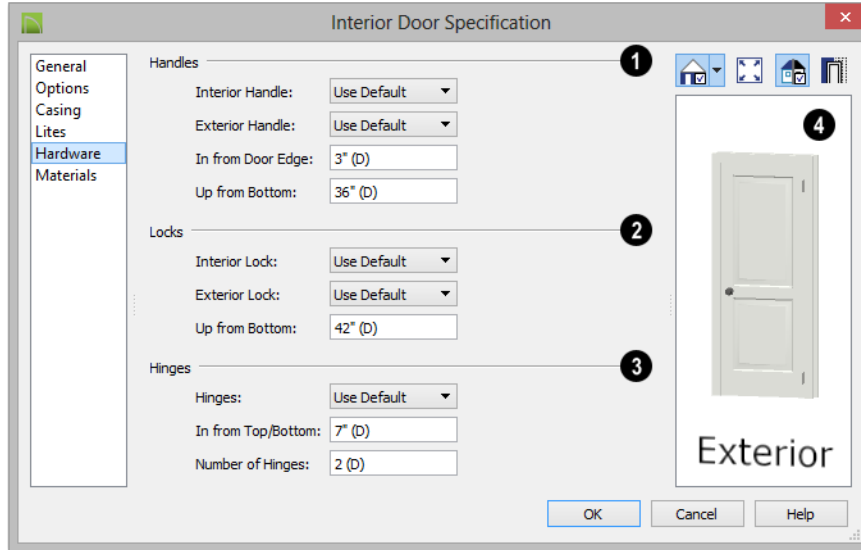 Interior Door Specification
General
Options
Casing
Lites
Hardware
Materials
Handles 1
Interior Handle: Use Default
Exterior Handle: Use Default
In from Door Edge: 3" (D)
Up from Bottom: 36" (D)
Locks 2
Interior Lock: Use Default
Exterior Lock: Use Default
Up from Bottom: 42" (D)
Hinges 3
Hinges: Use Default
In from Top/Bottom: 7" (D)
Number of Hinges: 2 (D)
4
Exterior
OK Cancel Help